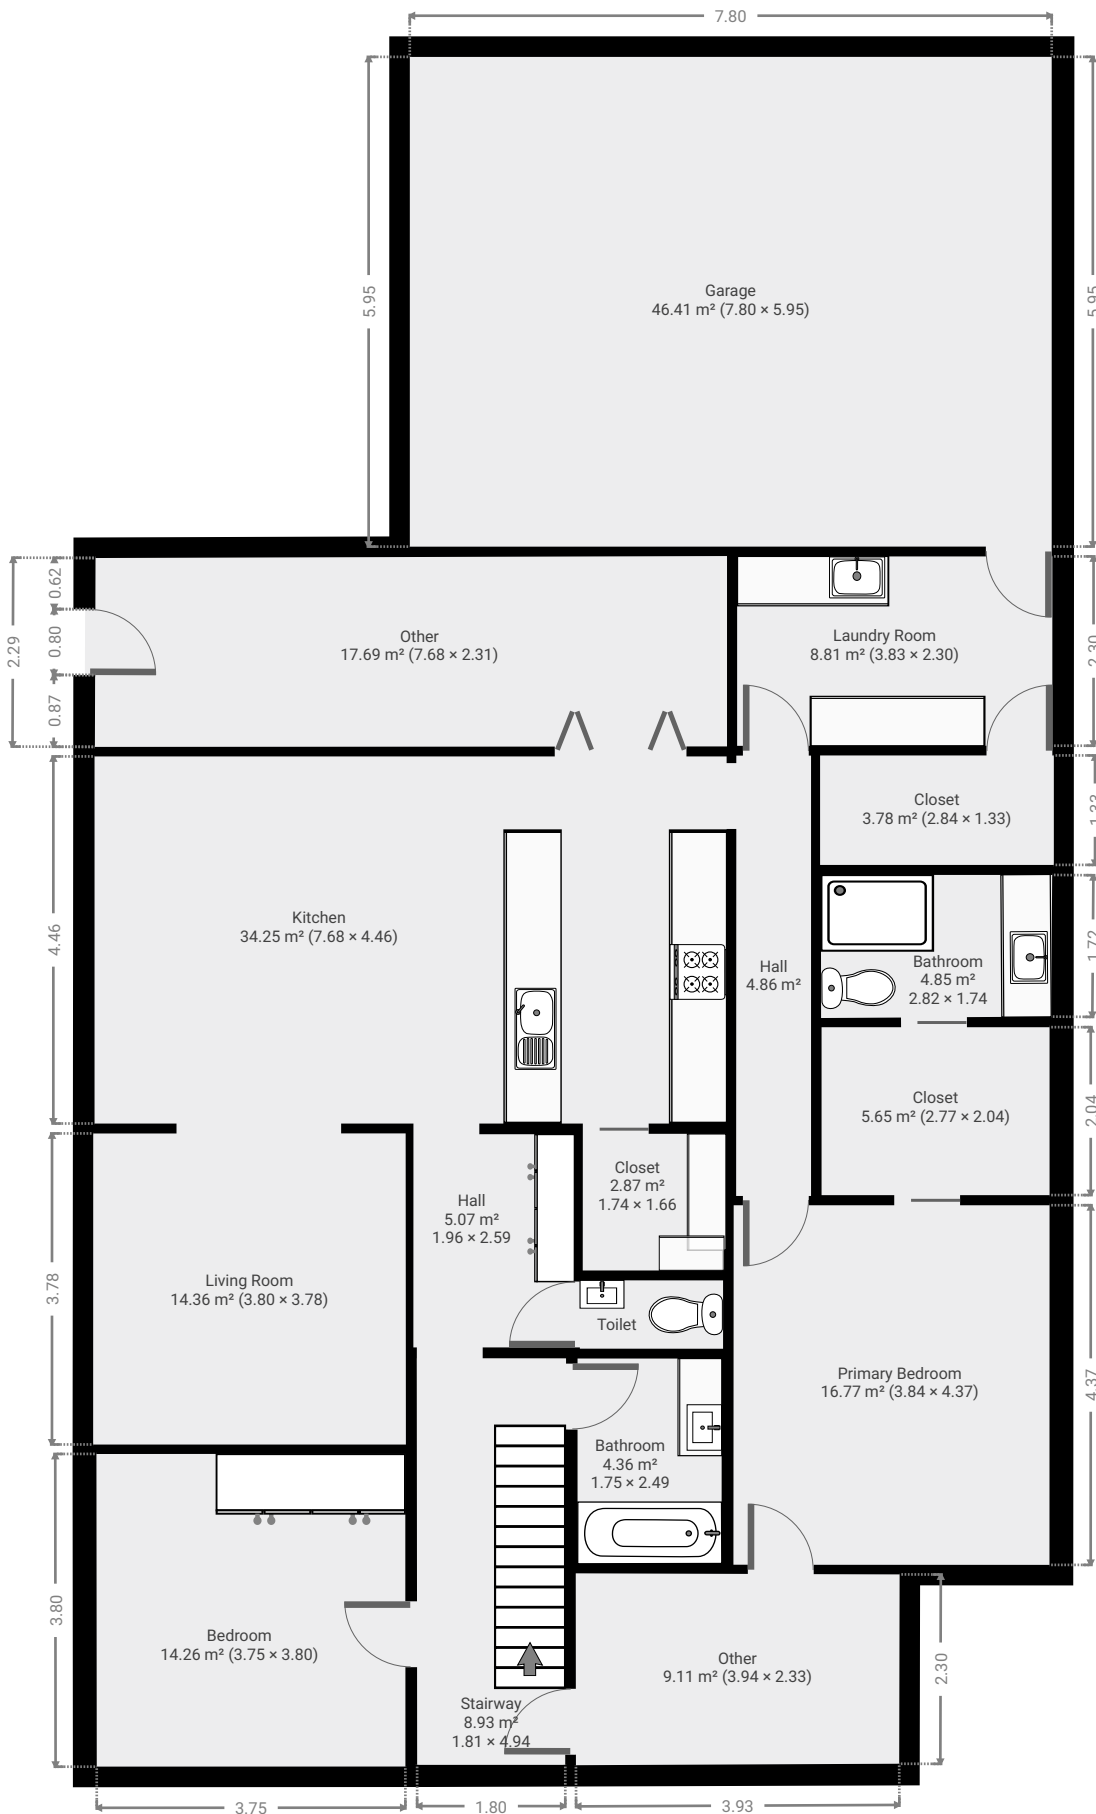 7.80
5.95
5.95
Garage
46.41 m² (7.80 × 5.95)
0.62
0.80
0.87
2.29
Other
17.69 m² (7.68 × 2.31)
Laundry Room
8.81 m² (3.83 × 2.30)
2.30
Closet
3.78 m² (2.84 × 1.33)
1.33
Kitchen
34.25 m² (7.68 × 4.46)
4.46
Hall
4.86 m²
Bathroom
4.85 m²
2.82 × 1.74
1.72
Closet
5.65 m² (2.77 × 2.04)
2.04
Closet
2.87 m²
1.74 × 1.66
Hall
5.07 m²
1.96 × 2.59
Living Room
14.36 m² (3.80 × 3.78)
3.78
Toilet
Primary Bedroom
16.77 m² (3.84 × 4.37)
4.37
Bathroom
4.36 m²
1.75 × 2.49
Bedroom
14.26 m² (3.75 × 3.80)
3.80
Other
9.11 m² (3.94 × 2.33)
2.30
Stairway
8.93 m²
1.81 × 4.94
3.75
1.80
3.93